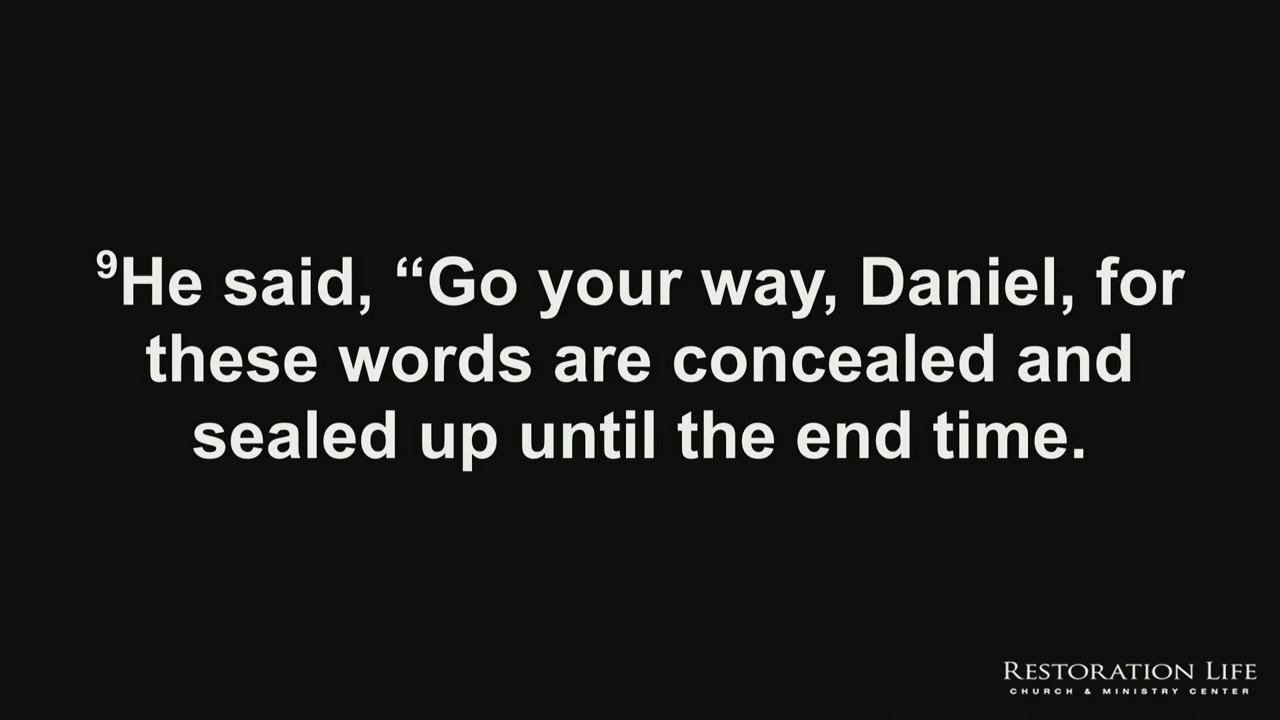 ⁹He said, “Go your way, Daniel, for
these words are concealed and
sealed up until the end time.
RESTORATION LIFE
CHURCH & MINISTRY CENTER